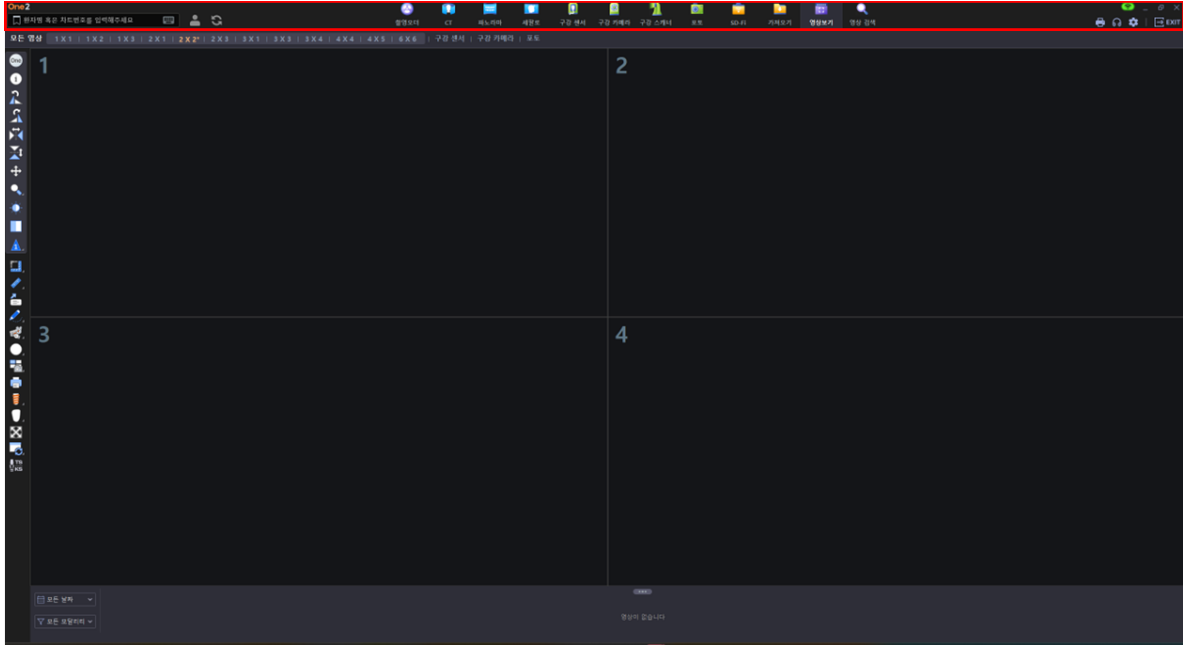 One2
환자명 혹은 차트번호를 입력해주세요
촬영모더
CT
파노라마
세팔로
구강 센서
구강 카메라
구강 스캐너
포토
SD-Fi
가져오기
영상보기
영상 검색
EXIT
모든 영상 1 X 1 | 1 X 2 | 1 X 3 | 2 X 1 | 2 X 2* | 2 X 3 | 3 X 1 | 3 X 3 | 3 X 4 | 4 X 4 | 4 X 5 | 6 X 6 | 구강 센서 | 구강 카메라 | 포토
One
1
2
3
4
모든 날짜
모든 모달리티
영상이 없습니다